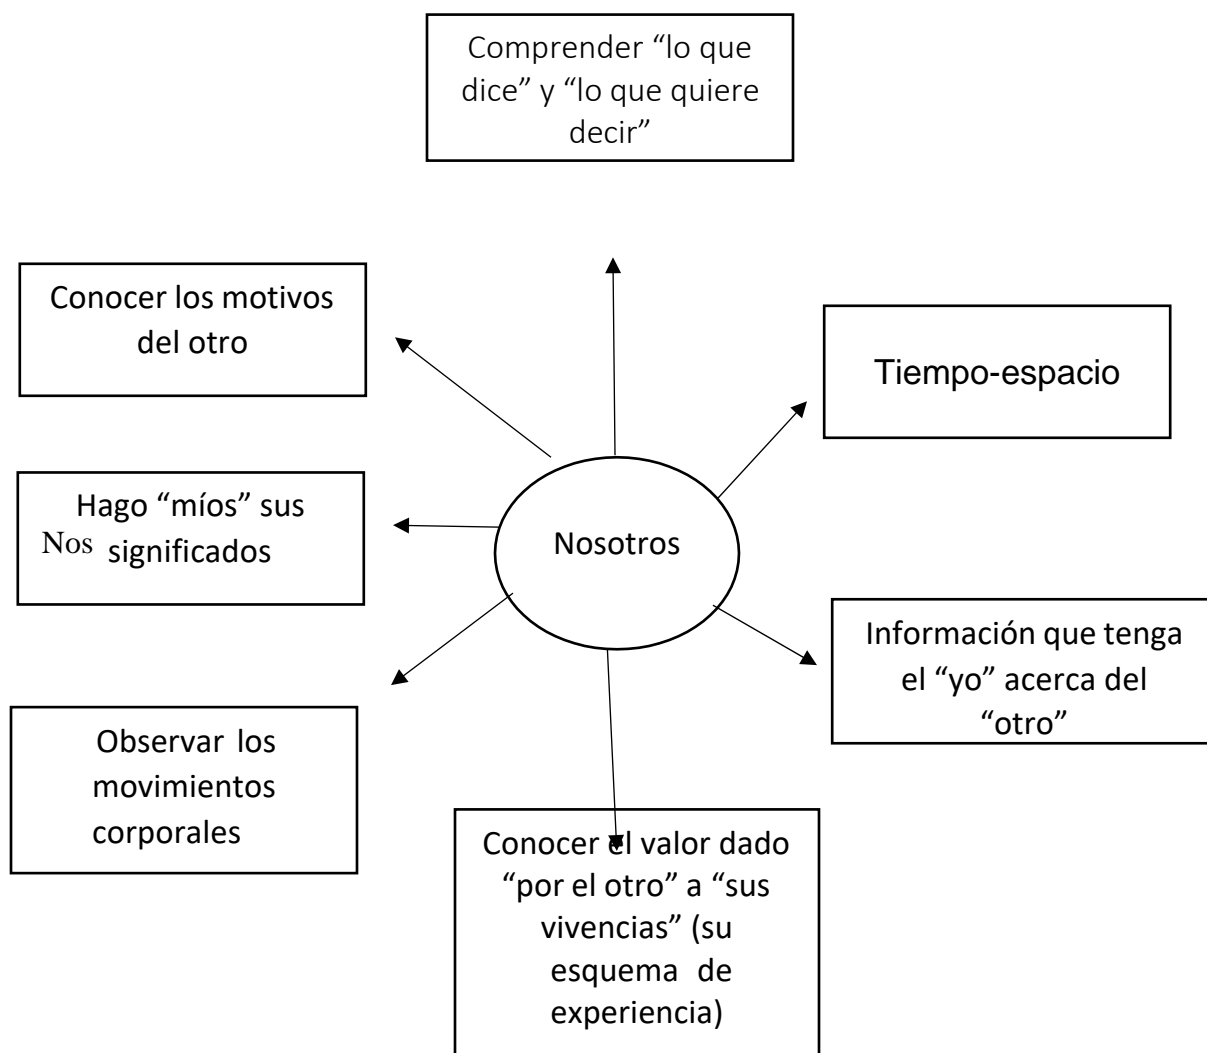 Comprender “lo que
dice” y “lo que quiere
decir”
Conocer los motivos
del otro
Tiempo-espacio
Hago “míos” sus
Nos significados
Nosotros
Información que tenga
el “yo” acerca del
“otro”
Observar los
movimientos
corporales
Conocer el valor dado
“por el otro” a “sus
vivencias” (su
esquema de
experiencia)